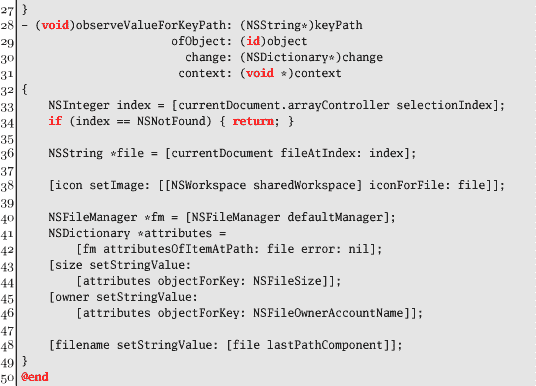 27 }
28 - (void)observeValueForKeyPath: (NSString*)keyPath
29                       ofObject: (id)object
30                         change: (NSDictionary*)change
31                        context: (void *)context
32 {
33     NSInteger index = [currentDocument.arrayController selectionIndex];
34     if (index == NSNotFound) { return; }
35
36     NSString *file = [currentDocument fileAtIndex: index];
37
38     [icon setImage: [[NSWorkspace sharedWorkspace] iconForFile: file]];
39
40     NSFileManager *fm = [NSFileManager defaultManager];
41     NSDictionary *attributes =
42         [fm attributesOfItemAtPath: file error: nil];
43     [size setStringValue:
44         [attributes objectForKey: NSFileSize]];
45     [owner setStringValue:
46         [attributes objectForKey: NSFileOwnerAccountName]];
47
48     [filename setStringValue: [file lastPathComponent]];
49 }
50 @end